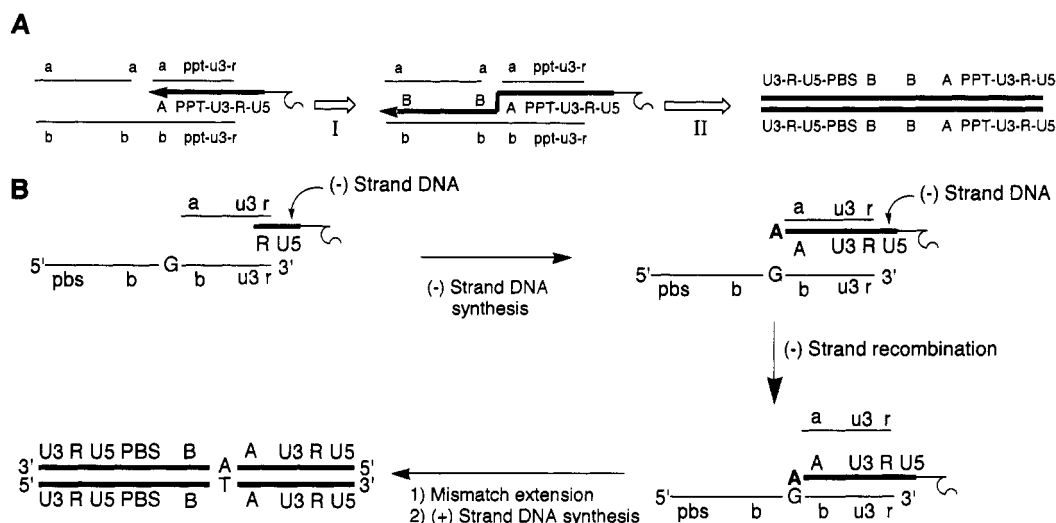 A
a a a ppt-u3-r
A PPT-U3-R-U5
b b b ppt-u3-r
I
a a a ppt-u3-r
B B A PPT-U3-R-U5
b b b ppt-u3-r
II
U3-R-U5-PBS B B A PPT-U3-R-U5
U3-R-U5-PBS B B A PPT-U3-R-U5
B
(-) Strand DNA
a u3 r
R U5
5' G 3'
pbs b b u3 r
(-) Strand DNA
synthesis
(-) Strand DNA
a u3 r
A
A U3 R U5
5' G 3'
pbs b b u3 r
(-) Strand recombination
a u3 r
A A U3 R U5
5' G 3'
pbs b b u3 r
1) Mismatch extension
2) (+) Strand DNA synthesis
U3 R U5 PBS B A A U3 R U5
3' 5'
5' T 3'
U3 R U5 PBS B A U3 R U5